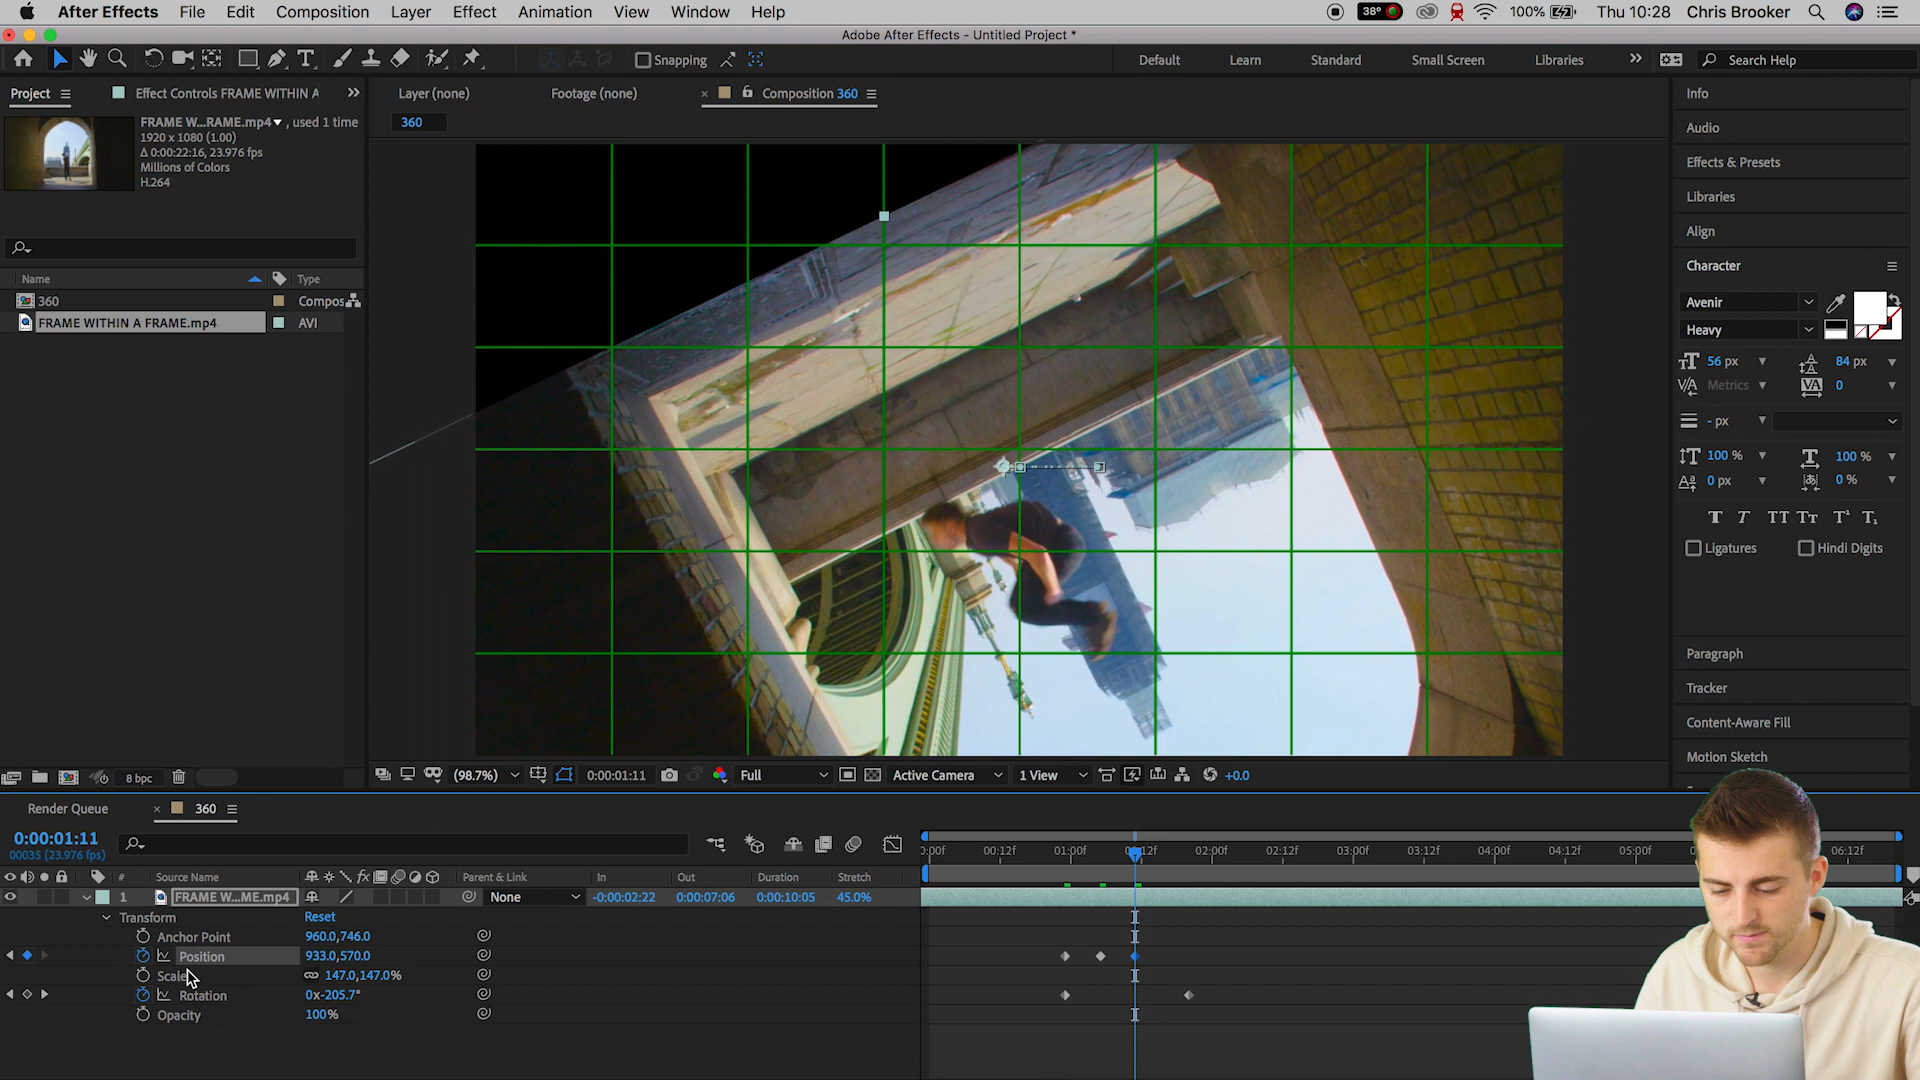 After Effects File Edit Composition Layer Effect Animation View Window Help 38° 100% Thu 10:28 Chris Brooker
Adobe After Effects - Untitled Project *
Snapping Default Learn Standard Small Screen Libraries Search Help
Project Effect Controls FRAME WITHIN A Layer (none) Footage (none) Composition 360 Info
FRAME W...RAME.mp4 , used 1 time 360
1920 x 1080 (1.00) Audio
Δ 0:00:22:16, 23.976 fps
Millions of Colors Effects & Presets
H.264
Libraries
Align
Character
Name Type
360 Compos Avenir
FRAME WITHIN A FRAME.mp4 AVI Heavy
56 px 84 px
Metrics 0
- px
100 % 100 %
0 px 0 %
Ligatures Hindi Digits
Paragraph
Tracker
Content-Aware Fill
Motion Sketch
8 bpc (98.7%) 0:00:01:11 Full Active Camera 1 View +0.0
Render Queue 360
0:00:01:11
00035 (23.976 fps) :00f 00:12f 01:00f 02:00f 02:12f 03:00f 03:12f 04:00f 04:12f 05:00f 06:12f
# Source Name Parent & Link In Out Duration Stretch
1 FRAME W...ME.mp4 None -0:00:02:22 0:00:07:06 0:00:10:05 45.0%
Transform Reset
Anchor Point 960.0,746.0
Position 933.0,570.0
Scale 147.0,147.0%
Rotation 0x-205.7°
Opacity 100%